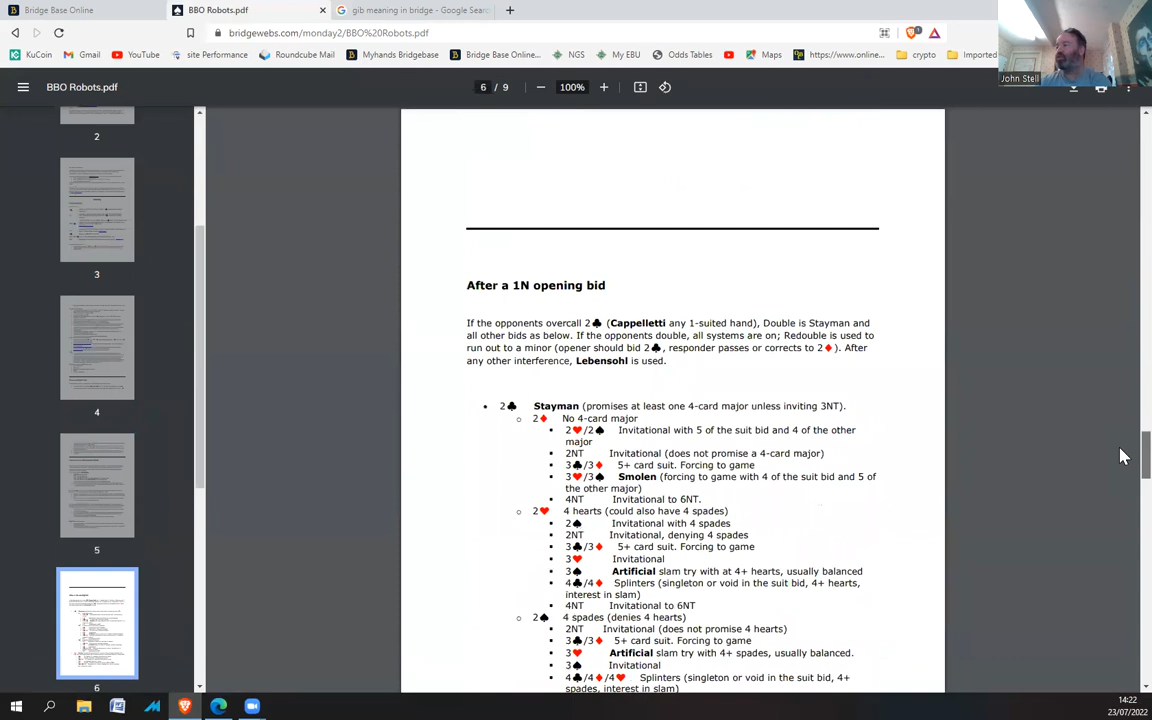 Bridge Base Online
BBO Robots.pdf
gib meaning in bridge - Google Sear
bridgewebs.com/monday2/BBO%20Robots.pdf
KuCoin
Gmail
YouTube
site Performance
Roundcube Mail
Myhands Bridgebase
Bridge Base Online...
NGS
My EBU
Odds Tables
Maps
https://www.online...
crypto
Imported
John Stell
BBO Robots.pdf
6 / 9
100%
2
3
4
5
6
After a 1N opening bid
If the opponents overcall 2♣ (Cappelletti any 1-suited hand), Double is Stayman and
all other bids as below. If the opponents double, all systems are on; Redouble is used to
run out to a minor (opener should bid 2♣, responder passes or corrects to 2♦). After
any other interference, Lebensohl is used.
• 2♣ Stayman (promises at least one 4-card major unless inviting 3NT).
o 2♦ No 4-card major
▪ 2♥/2♠ Invitational with 5 of the suit bid and 4 of the other
major
▪ 2NT Invitational (does not promise a 4-card major)
▪ 3♣/3♦ 5+ card suit. Forcing to game
▪ 3♥/3♠ Smolen (forcing to game with 4 of the suit bid and 5 of
the other major)
▪ 4NT Invitational to 6NT.
o 2♥ 4 hearts (could also have 4 spades)
▪ 2♠ Invitational with 4 spades
▪ 2NT Invitational, denying 4 spades
▪ 3♣/3♦ 5+ card suit. Forcing to game
▪ 3♥ Invitational
▪ 3♠ Artificial slam try with at 4+ hearts, usually balanced
▪ 4♣/4♦ Splinters (singleton or void in the suit bid, 4+ hearts,
interest in slam)
▪ 4NT Invitational to 6NT
o 2♠ 4 spades (denies 4 hearts)
▪ 2NT Invitational (does not promise 4 hearts)
▪ 3♣/3♦ 5+ card suit. Forcing to game
▪ 3♥ Artificial slam try with 4+ spades, usually balanced.
▪ 3♠ Invitational
▪ 4♣/4♦/4♥ Splinters (singleton or void in the suit bid, 4+
spades, interest in slam)
14:22
23/07/2022